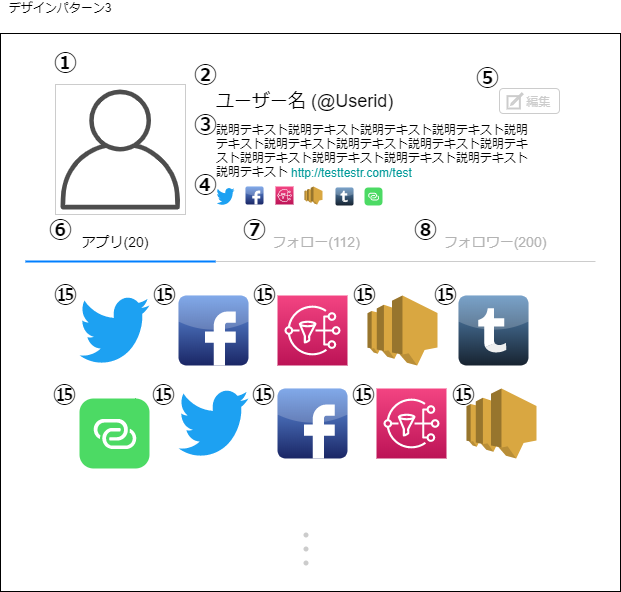 デザインパターン3
①
②
ユーザー名 (@Userid)
⑤
編集
③
説明テキスト説明テキスト説明テキスト説明テキスト説明
テキスト説明テキスト説明テキスト説明テキスト説明テキ
スト説明テキスト説明テキスト説明テキスト説明テキスト
説明テキスト http://testtestr.com/test
④
⑥ ⑦ ⑧
アプリ(20) フォロー(112) フォロワー(200)
⑮ ⑮ ⑮ ⑮ ⑮
⑮ ⑮ ⑮ ⑮ ⑮